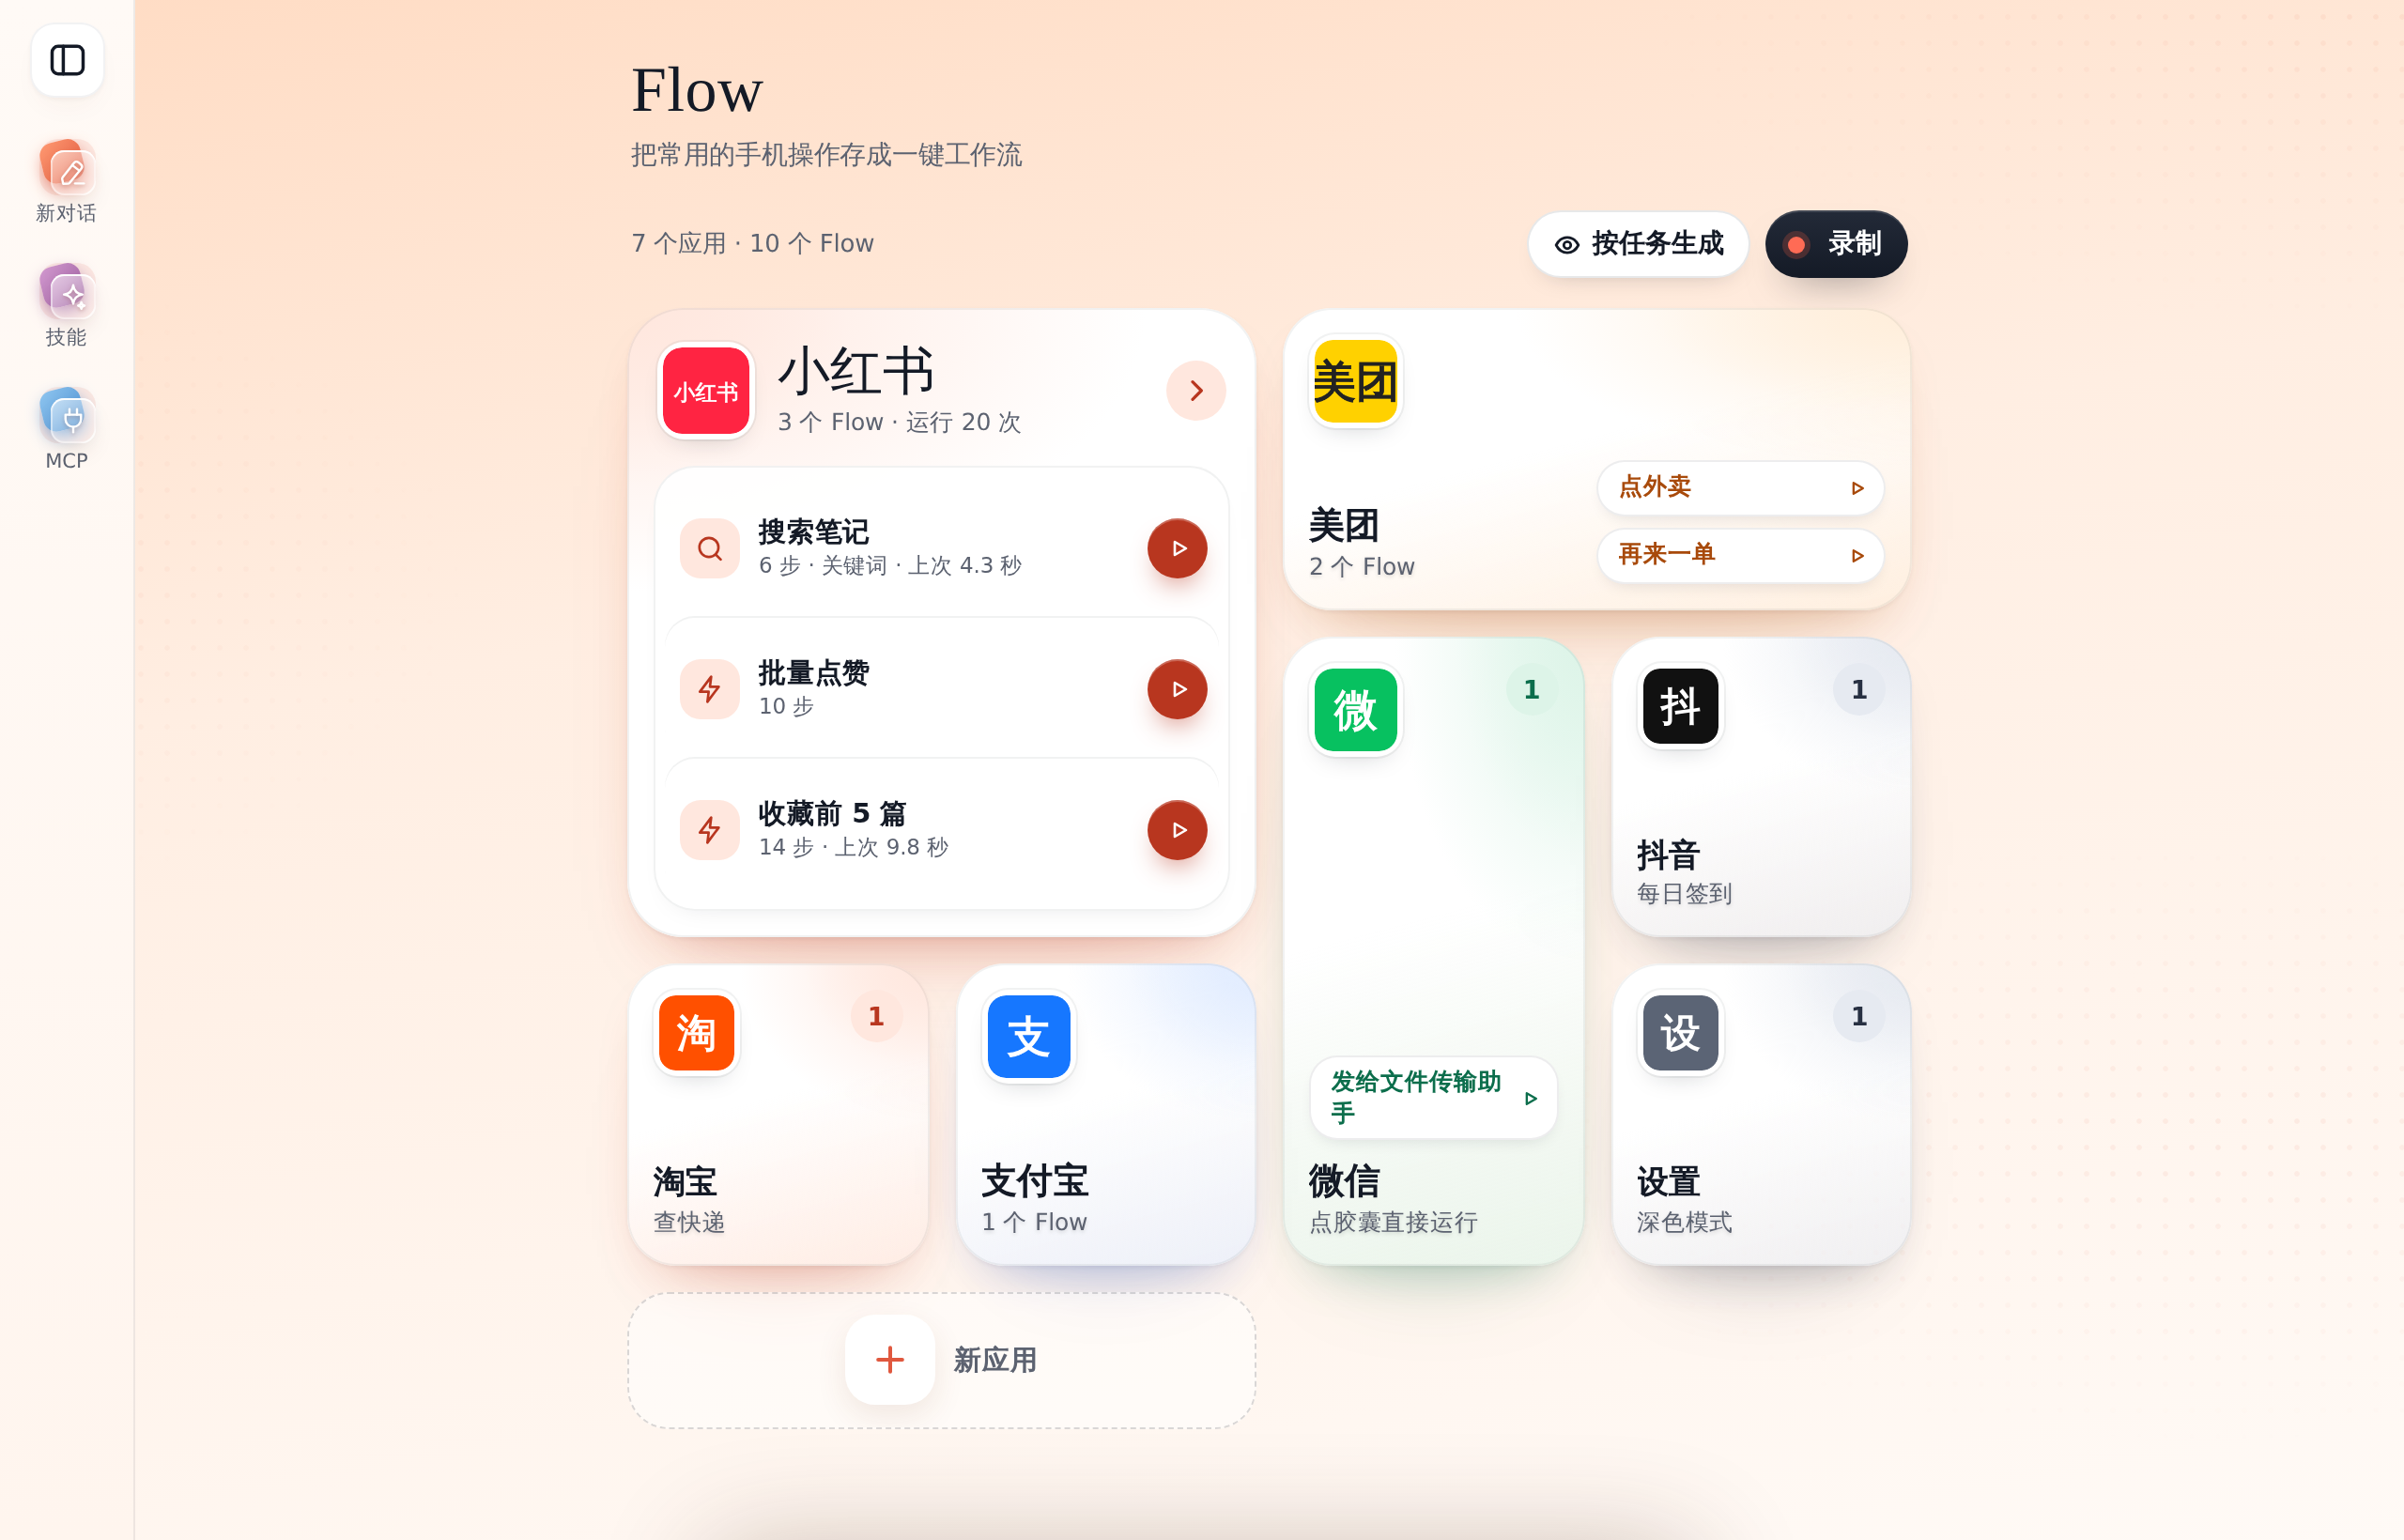 Flow
把常用的手机操作存成一键工作流
新对话
技能
MCP
7 个应用 · 10 个 Flow
按任务生成
录制
小红书
小红书
3 个 Flow · 运行 20 次
搜索笔记
6 步 · 关键词 · 上次 4.3 秒
批量点赞
10 步
收藏前 5 篇
14 步 · 上次 9.8 秒
美团
美团
2 个 Flow
点外卖
再来一单
微
1
发给文件传输助
手
微信
点胶囊直接运行
抖
1
抖音
每日签到
淘
1
淘宝
查快递
支
支付宝
1 个 Flow
设
1
设置
深色模式
新应用